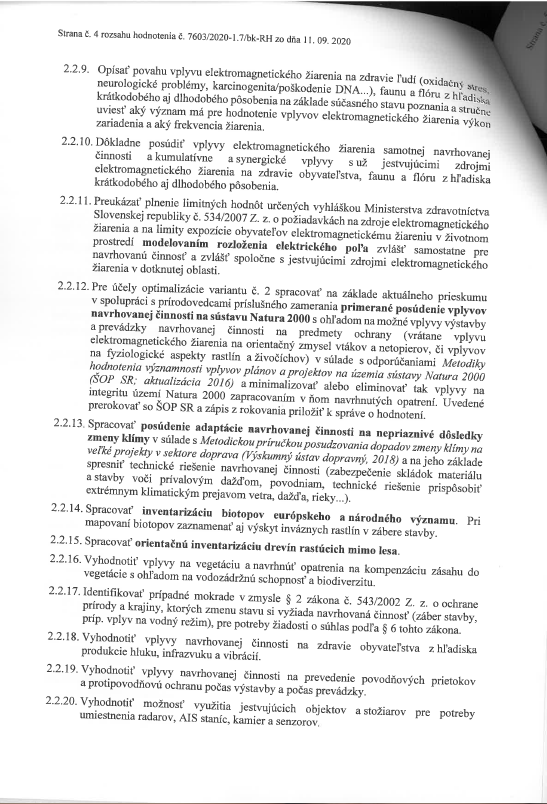 Strana č. 4 rozsahu hodnotenia č. 7603/2020-1.7/bk-RH zo dňa 11. 09. 2020
Strana č.
2.2.9. Opísať povahu vplyvu elektromagnetického žiarenia na zdravie ľudí (oxidačný stres,
neurologické problémy, karcinogenita/poškodenie DNA...), faunu a flóru z hľadiska
krátkodobého aj dlhodobého pôsobenia na základe súčasného stavu poznania a stručne
uviesť aký význam má pre hodnotenie vplyvov elektromagnetického žiarenia výkon
zariadenia a aký frekvencia žiarenia.
2.2.10. Dôkladne posúdiť vplyvy elektromagnetického žiarenia samotnej navrhovanej
činnosti a kumulatívne a synergické vplyvy s už jestvujúcimi zdrojmi
elektromagnetického žiarenia na zdravie obyvateľstva, faunu a flóru z hľadiska
krátkodobého aj dlhodobého pôsobenia.
2.2.11. Preukázať plnenie limitných hodnôt určených vyhláškou Ministerstva zdravotníctva
Slovenskej republiky č. 534/2007 Z. z. o požiadavkách na zdroje elektromagnetického
žiarenia a na limity expozície obyvateľov elektromagnetickému žiareniu v životnom
prostredí modelovaním rozloženia elektrického poľa zvlášť samostatne pre
navrhovanú činnosť a zvlášť spoločne s jestvujúcimi zdrojmi elektromagnetického
žiarenia v dotknutej oblasti.
2.2.12. Pre účely optimalizácie variantu č. 2 spracovať na základe aktuálneho prieskumu
v spolupráci s prírodovedcami príslušného zamerania primerané posúdenie vplyvov
navrhovanej činnosti na sústavu Natura 2000 s ohľadom na možné vplyvy výstavby
a prevádzky navrhovanej činnosti na predmety ochrany (vrátane vplyvu
elektromagnetického žiarenia na orientačný zmysel vtákov a netopierov, či vplyvov
na fyziologické aspekty rastlín a živočíchov) v súlade s odporúčaniami Metodiky
hodnotenia významnosti vplyvov plánov a projektov na územia sústavy Natura 2000
(ŠOP SR; aktualizácia 2016) a minimalizovať alebo eliminovať tak vplyvy na
integritu území Natura 2000 zapracovaním v ňom navrhnutých opatrení. Uvedené
prerokovať so ŠOP SR a zápis z rokovania priložiť k správe o hodnotení.
2.2.13. Spracovať posúdenie adaptácie navrhovanej činnosti na nepriaznivé dôsledky
zmeny klímy v súlade s Metodickou príručkou posudzovania dopadov zmeny klímy na
veľké projekty v sektore doprava (Výskumný ústav dopravný, 2018) a na jeho základe
spresniť technické riešenie navrhovanej činnosti (zabezpečenie skládok materiálu
a stavby voči prívalovým dažďom, povodniam, technické riešenie prispôsobiť
extrémnym klimatickým prejavom vetra, dažďa, rieky...).
2.2.14. Spracovať inventarizáciu biotopov európskeho a národného významu. Pri
mapovaní biotopov zaznamenať aj výskyt inváznych rastlín v zábere stavby.
2.2.15. Spracovať orientačnú inventarizáciu drevín rastúcich mimo lesa.
2.2.16. Vyhodnotiť vplyvy na vegetáciu a navrhnúť opatrenia na kompenzáciu zásahu do
vegetácie s ohľadom na vodozádržnú schopnosť a biodiverzitu.
2.2.17. Identifikovať prípadné mokrade v zmysle § 2 zákona č. 543/2002 Z. z. o ochrane
prírody a krajiny, ktorých zmenu stavu si vyžiada navrhovaná činnosť (záber stavby,
príp. vplyv na vodný režim), pre potreby žiadosti o súhlas podľa § 6 tohto zákona.
2.2.18. Vyhodnotiť vplyvy navrhovanej činnosti na zdravie obyvateľstva z hľadiska
produkcie hluku, infrazvuku a vibrácií.
2.2.19. Vyhodnotiť vplyvy navrhovanej činnosti na prevedenie povodňových prietokov
a protipovodňovú ochranu počas výstavby a počas prevádzky.
2.2.20. Vyhodnotiť možnosť využitia jestvujúcich objektov a stožiarov pre potreby
umiestnenia radarov, AIS staníc, kamier a senzorov.